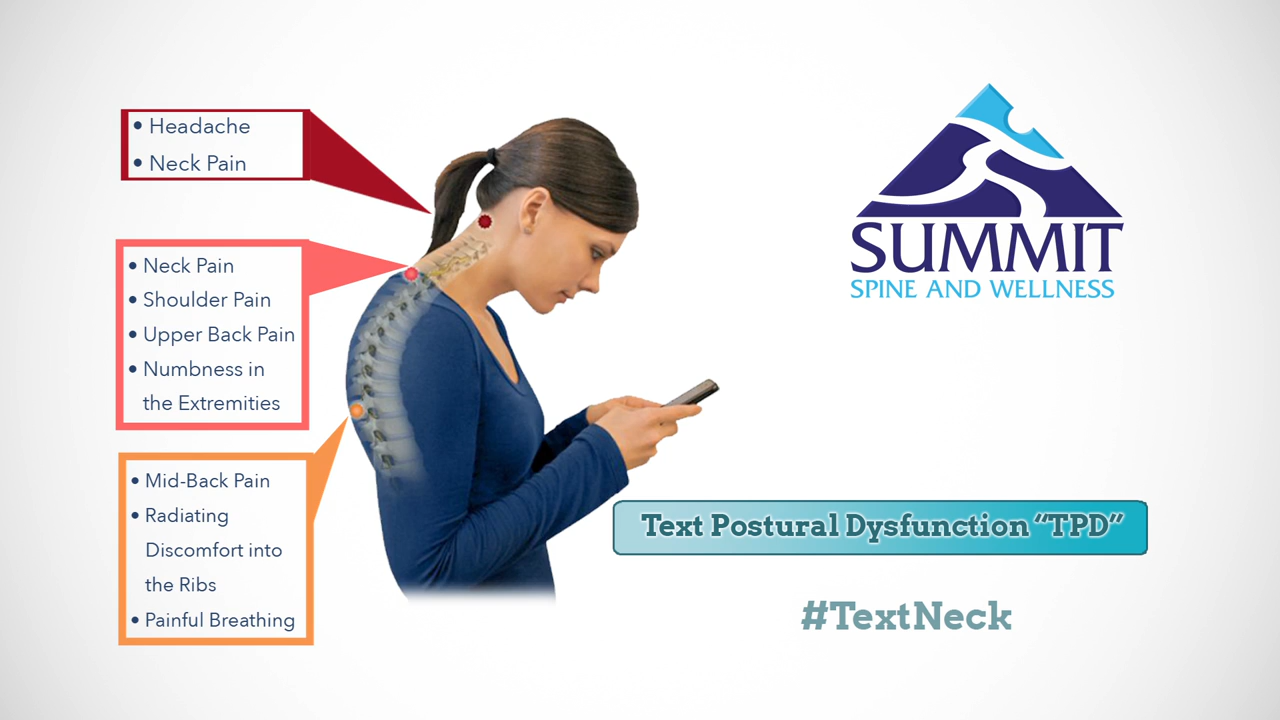 • Headache
• Neck Pain
• Neck Pain
• Shoulder Pain
• Upper Back Pain
• Numbness in
the Extremities
• Mid-Back Pain
• Radiating
Discomfort into
the Ribs
• Painful Breathing
SUMMIT
SPINE AND WELLNESS
Text Postural Dysfunction “TPD”
#TextNeck